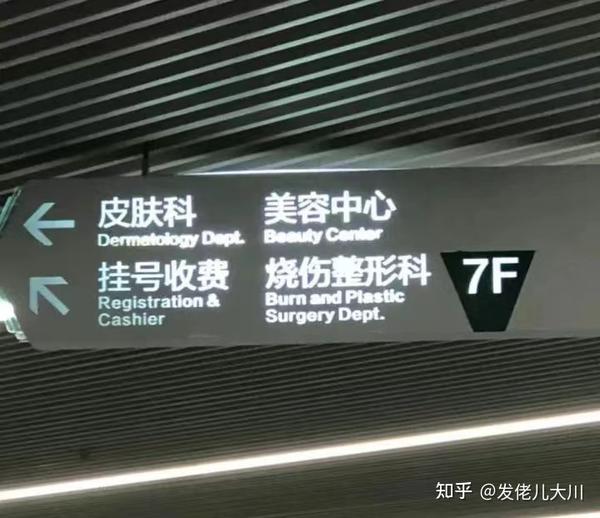 皮肤科 美容中心
Dermatology Dept. Beauty Center
挂号收费 烧伤整形科 7F
Registration & Burn and Plastic
Cashier Surgery Dept.
知乎 @发佬儿大川